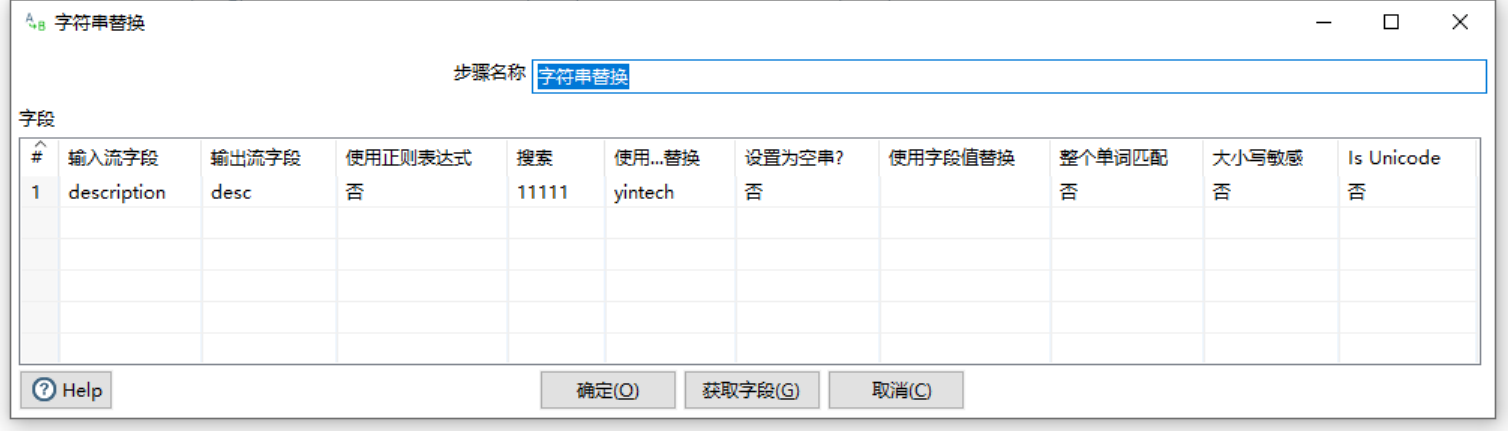 字符串替换
步骤名称 字符串替换
字段
# 输入流字段 输出流字段 使用正则表达式 搜索 使用...替换 设置为空串? 使用字段值替换 整个单词匹配 大小写敏感 Is Unicode
1 description desc 否 11111 yintech 否 否 否 否
Help 确定(O) 获取字段(G) 取消(C)